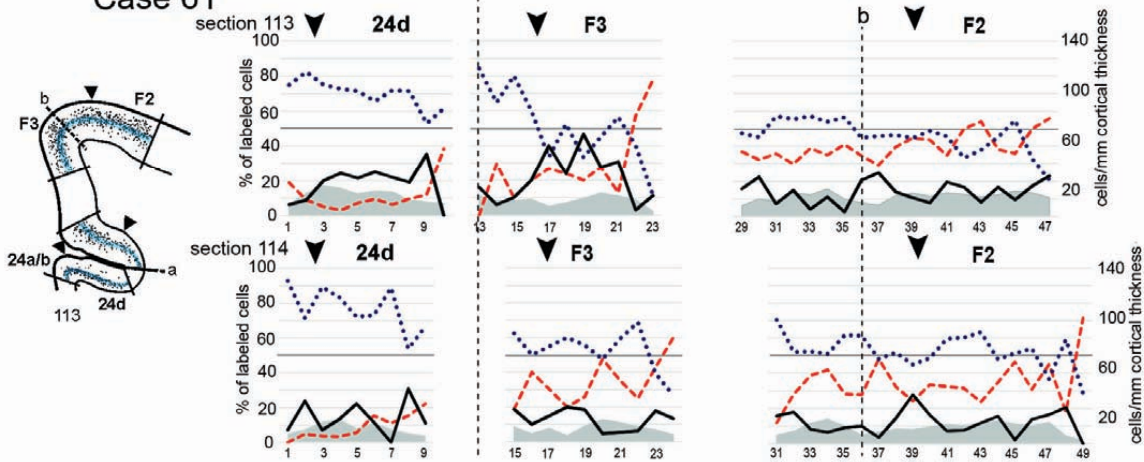 Case 61
section 113
24d
F3
b
F2
% of labeled cells
100
80
60
40
20
0
1 3 5 7 9
13 15 17 19 21 23
29 31 33 35 37 39 41 43 45 47
140
100
60
20
cells/mm cortical thickness
b
F2
F3
24a/b
a
24d
113
section 114
24d
F3
F2
% of labeled cells
100
80
60
40
20
0
1 3 5 7 9
15 17 19 21 23
31 33 35 37 39 41 43 45 47 49
140
100
60
20
cells/mm cortical thickness